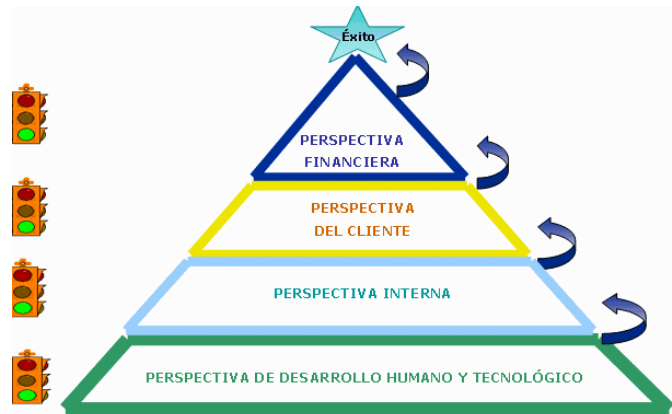 Éxito
PERSPECTIVA
FINANCIERA
PERSPECTIVA
DEL CLIENTE
PERSPECTIVA INTERNA
PERSPECTIVA DE DESARROLLO HUMANO Y TECNOLÓGICO